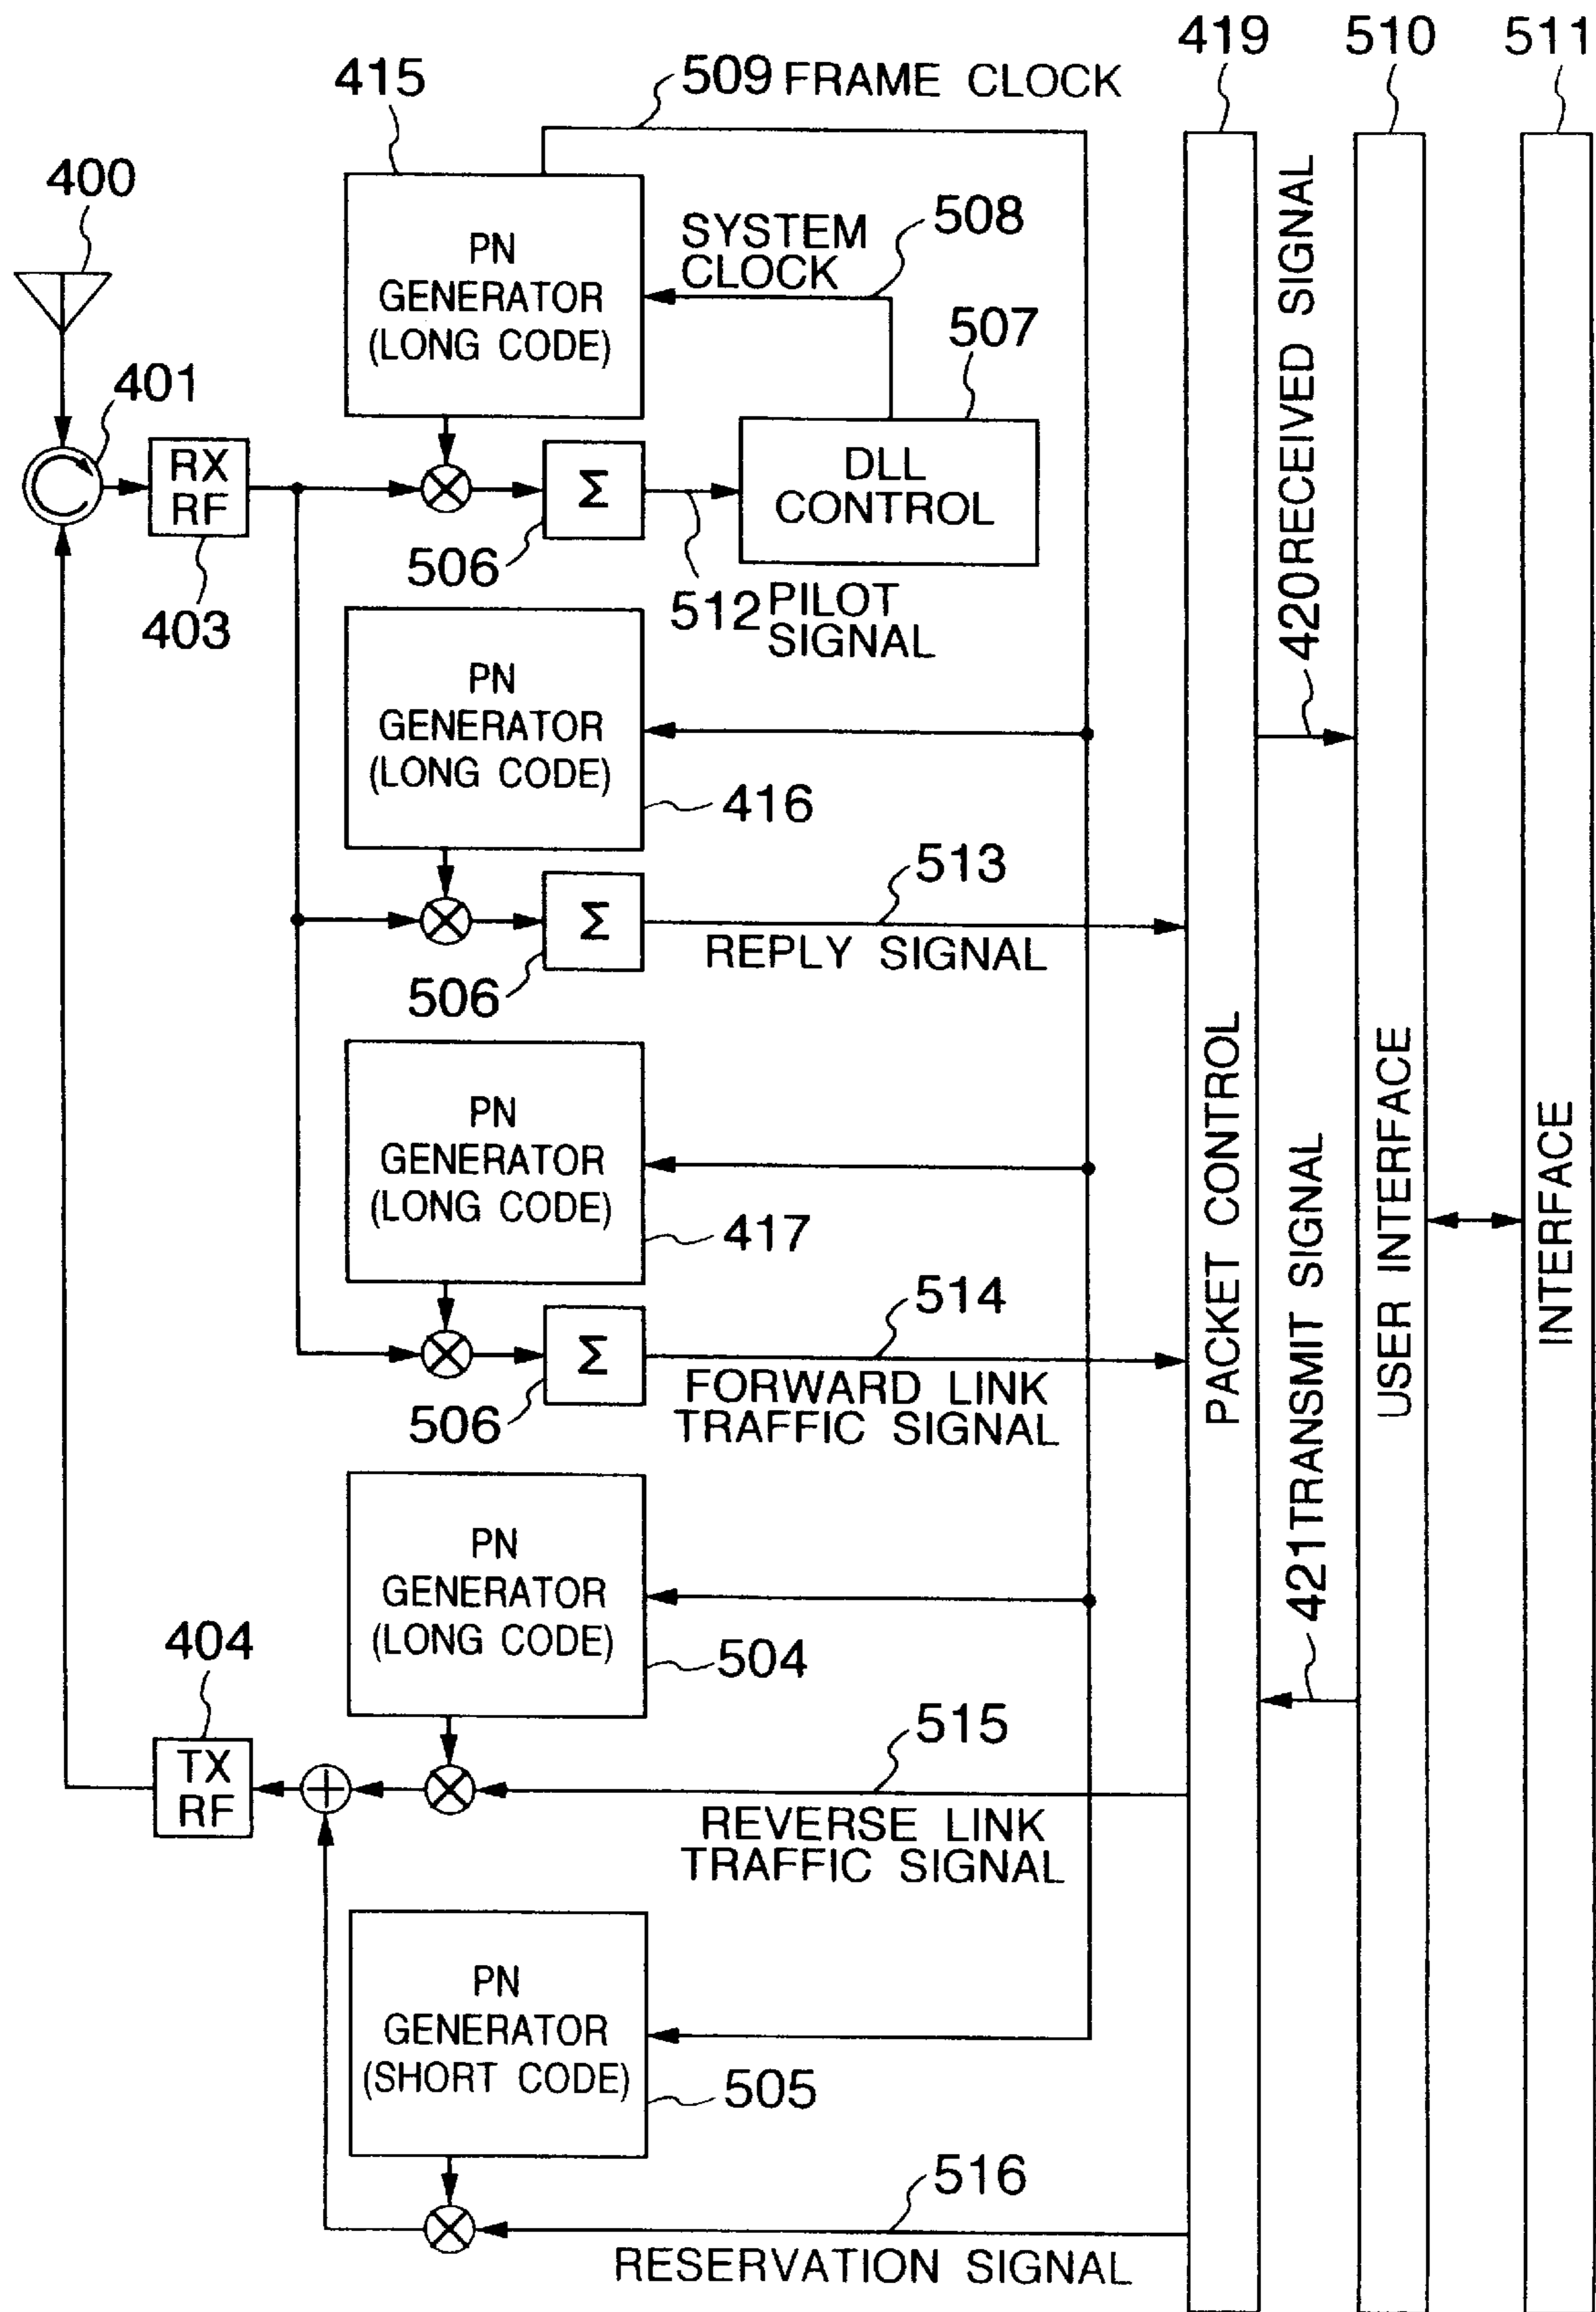 419 510 511
509 FRAME CLOCK
415
400
PN
GENERATOR
(LONG CODE)
SYSTEM
CLOCK
508
507
420 RECEIVED SIGNAL
401
RX
RF
403
Σ
506
DLL
CONTROL
512 PILOT
SIGNAL
PN
GENERATOR
(LONG CODE)
416
513
Σ
506
REPLY SIGNAL
PN
GENERATOR
(LONG CODE)
417
514
Σ
506
FORWARD LINK
TRAFFIC SIGNAL
PACKET CONTROL
421 TRANSMIT SIGNAL
USER INTERFACE
INTERFACE
PN
GENERATOR
(LONG CODE)
504
404
TX
RF
515
REVERSE LINK
TRAFFIC SIGNAL
PN
GENERATOR
(SHORT CODE)
505
516
RESERVATION SIGNAL